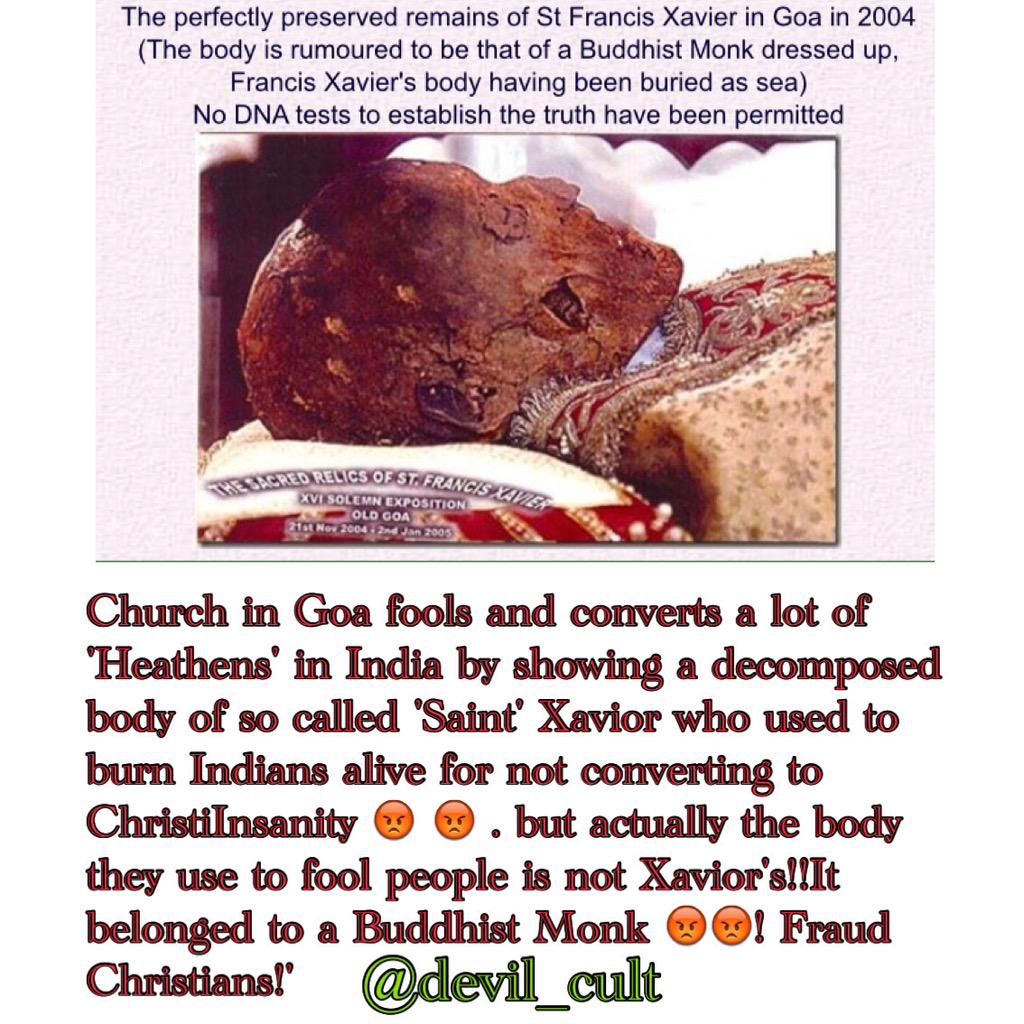 The perfectly preserved remains of St Francis Xavier in Goa in 2004
(The body is rumoured to be that of a Buddhist Monk dressed up,
Francis Xavier's body having been buried as sea)
No DNA tests to establish the truth have been permitted
THE SACRED RELICS OF ST. FRANCIS XAVIER
XVI SOLEMN EXPOSITION
OLD GOA
21st Nov 2004 - 2nd Jan 2005
Church in Goa fools and converts a lot of
'Heathens' in India by showing a decomposed
body of so called 'Saint' Xavior who used to
burn Indians alive for not converting to
ChristiInsanity 😡 😡 . but actually the body
they use to fool people is not Xavior's!!It
belonged to a Buddhist Monk 😡😡! Fraud
Christians!' @devil_cult